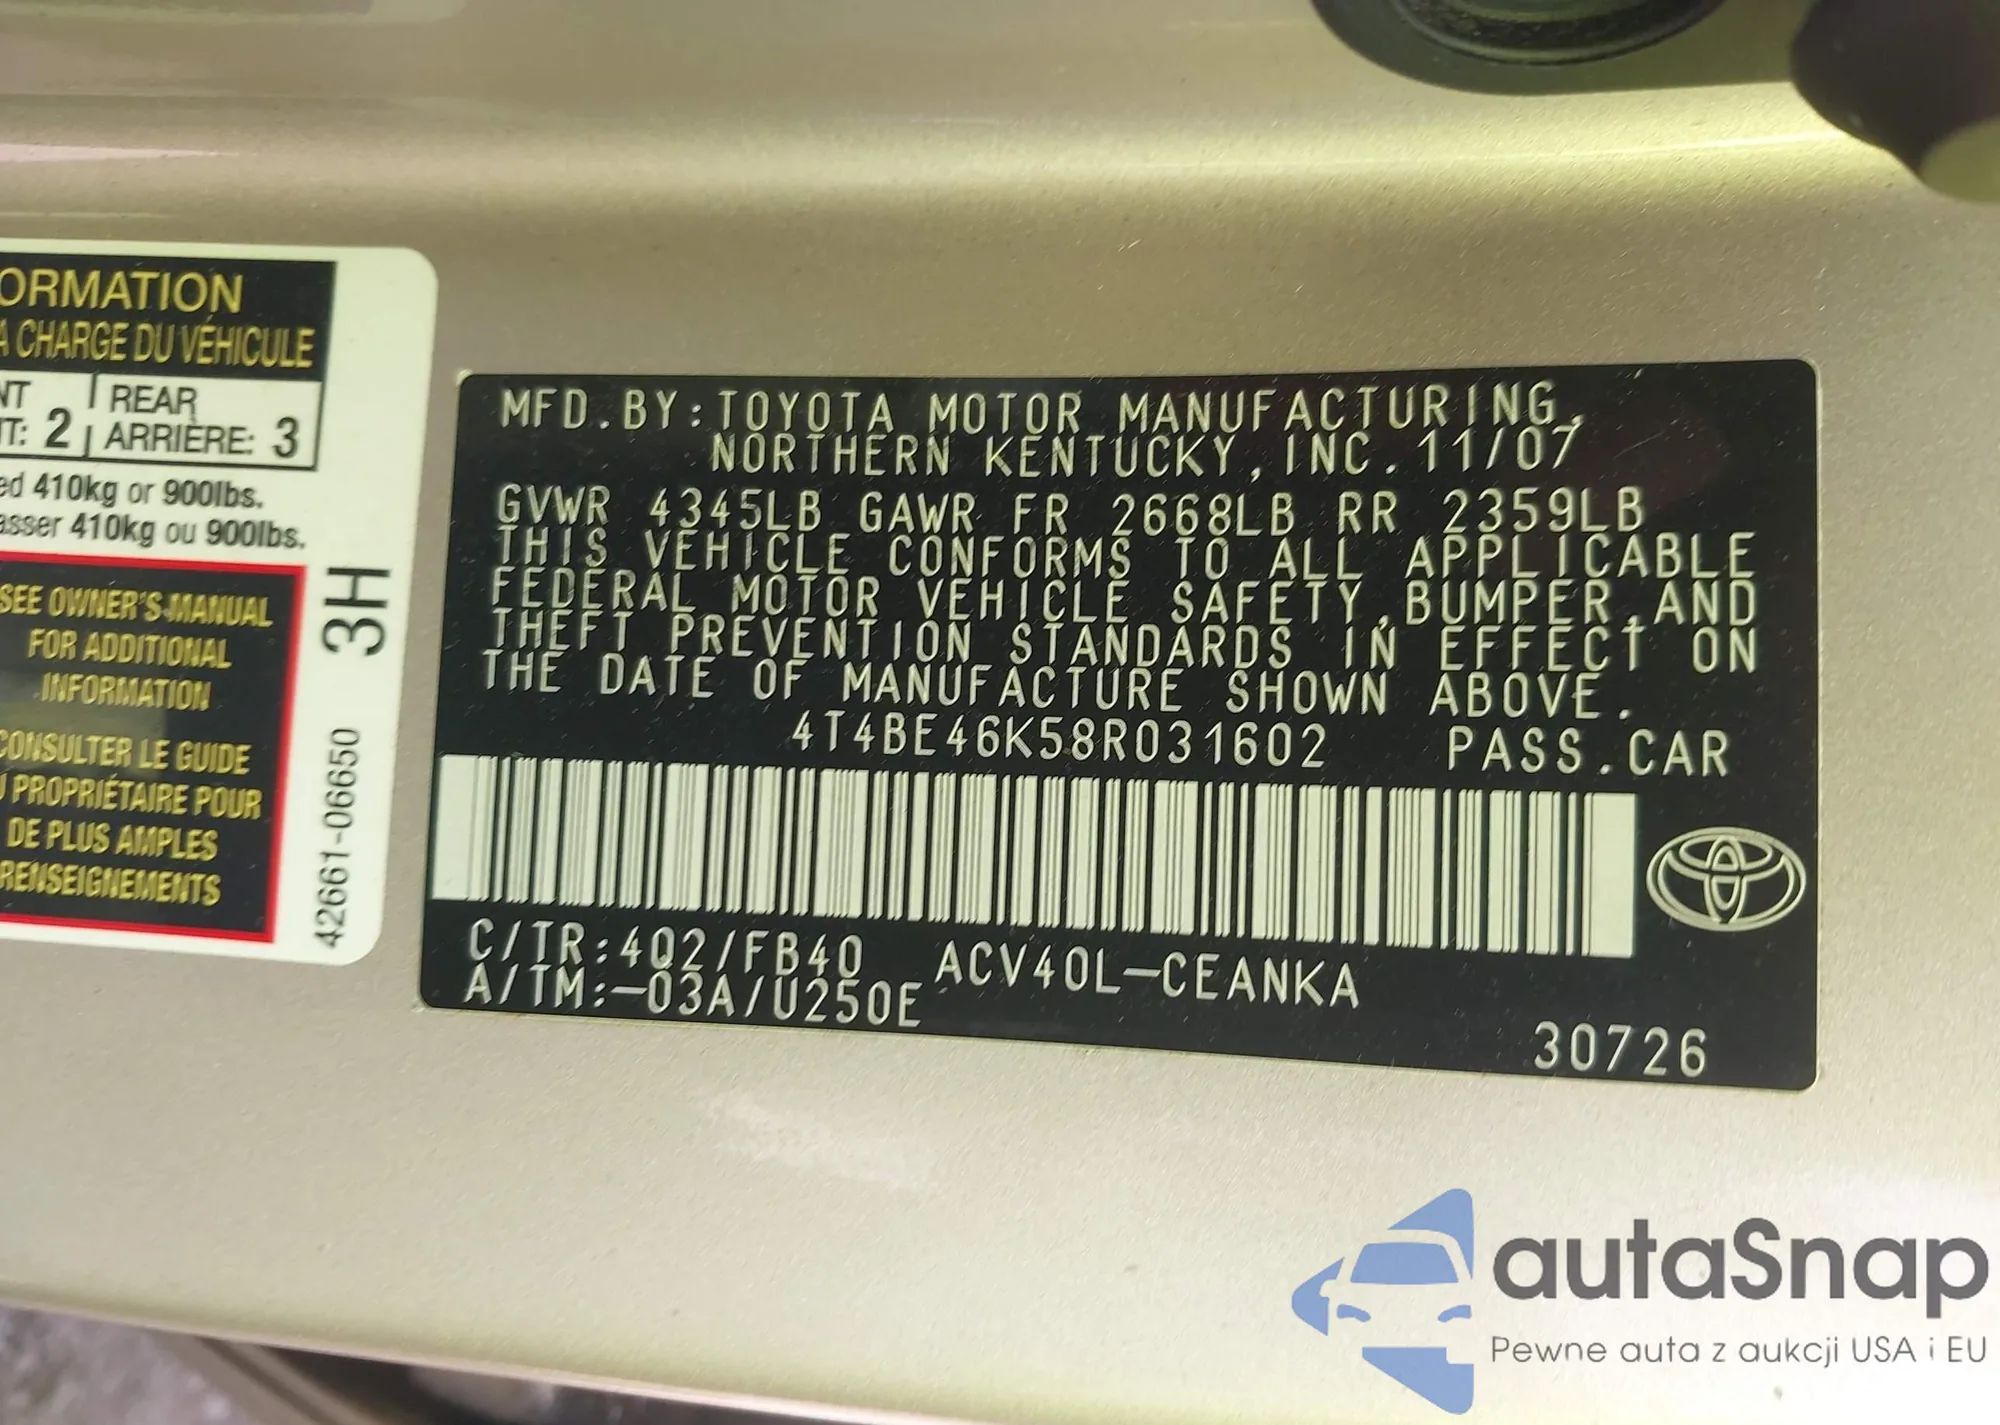 ORMATION
A CHARGE DU VÉHICULE
NT | REAR
T: 2 | ARRIÈRE: 3
ed 410kg or 900lbs.
asser 410kg ou 900lbs.
SEE OWNER'S MANUAL
FOR ADDITIONAL
INFORMATION
CONSULTER LE GUIDE
U PROPRIÉTAIRE POUR
DE PLUS AMPLES
RENSEIGNEMENTS
3H
42661-06650
MFD.BY:TOYOTA MOTOR MANUFACTURING,
NORTHERN KENTUCKY,INC.11/07
GVWR 4345LB GAWR FR 2668LB RR 2359LB
THIS VEHICLE CONFORMS TO ALL APPLICABLE
FEDERAL MOTOR VEHICLE SAFETY,BUMPER,AND
THEFT PREVENTION STANDARDS IN EFFECT ON
THE DATE OF MANUFACTURE SHOWN ABOVE.
4T4BE46K58R031602 PASS.CAR
C/TR:4Q2/FB40 ACV40L-CEANKA
A/TM:-03A/U250E
30726
autaSnap
Pewne auta z aukcji USA i EU